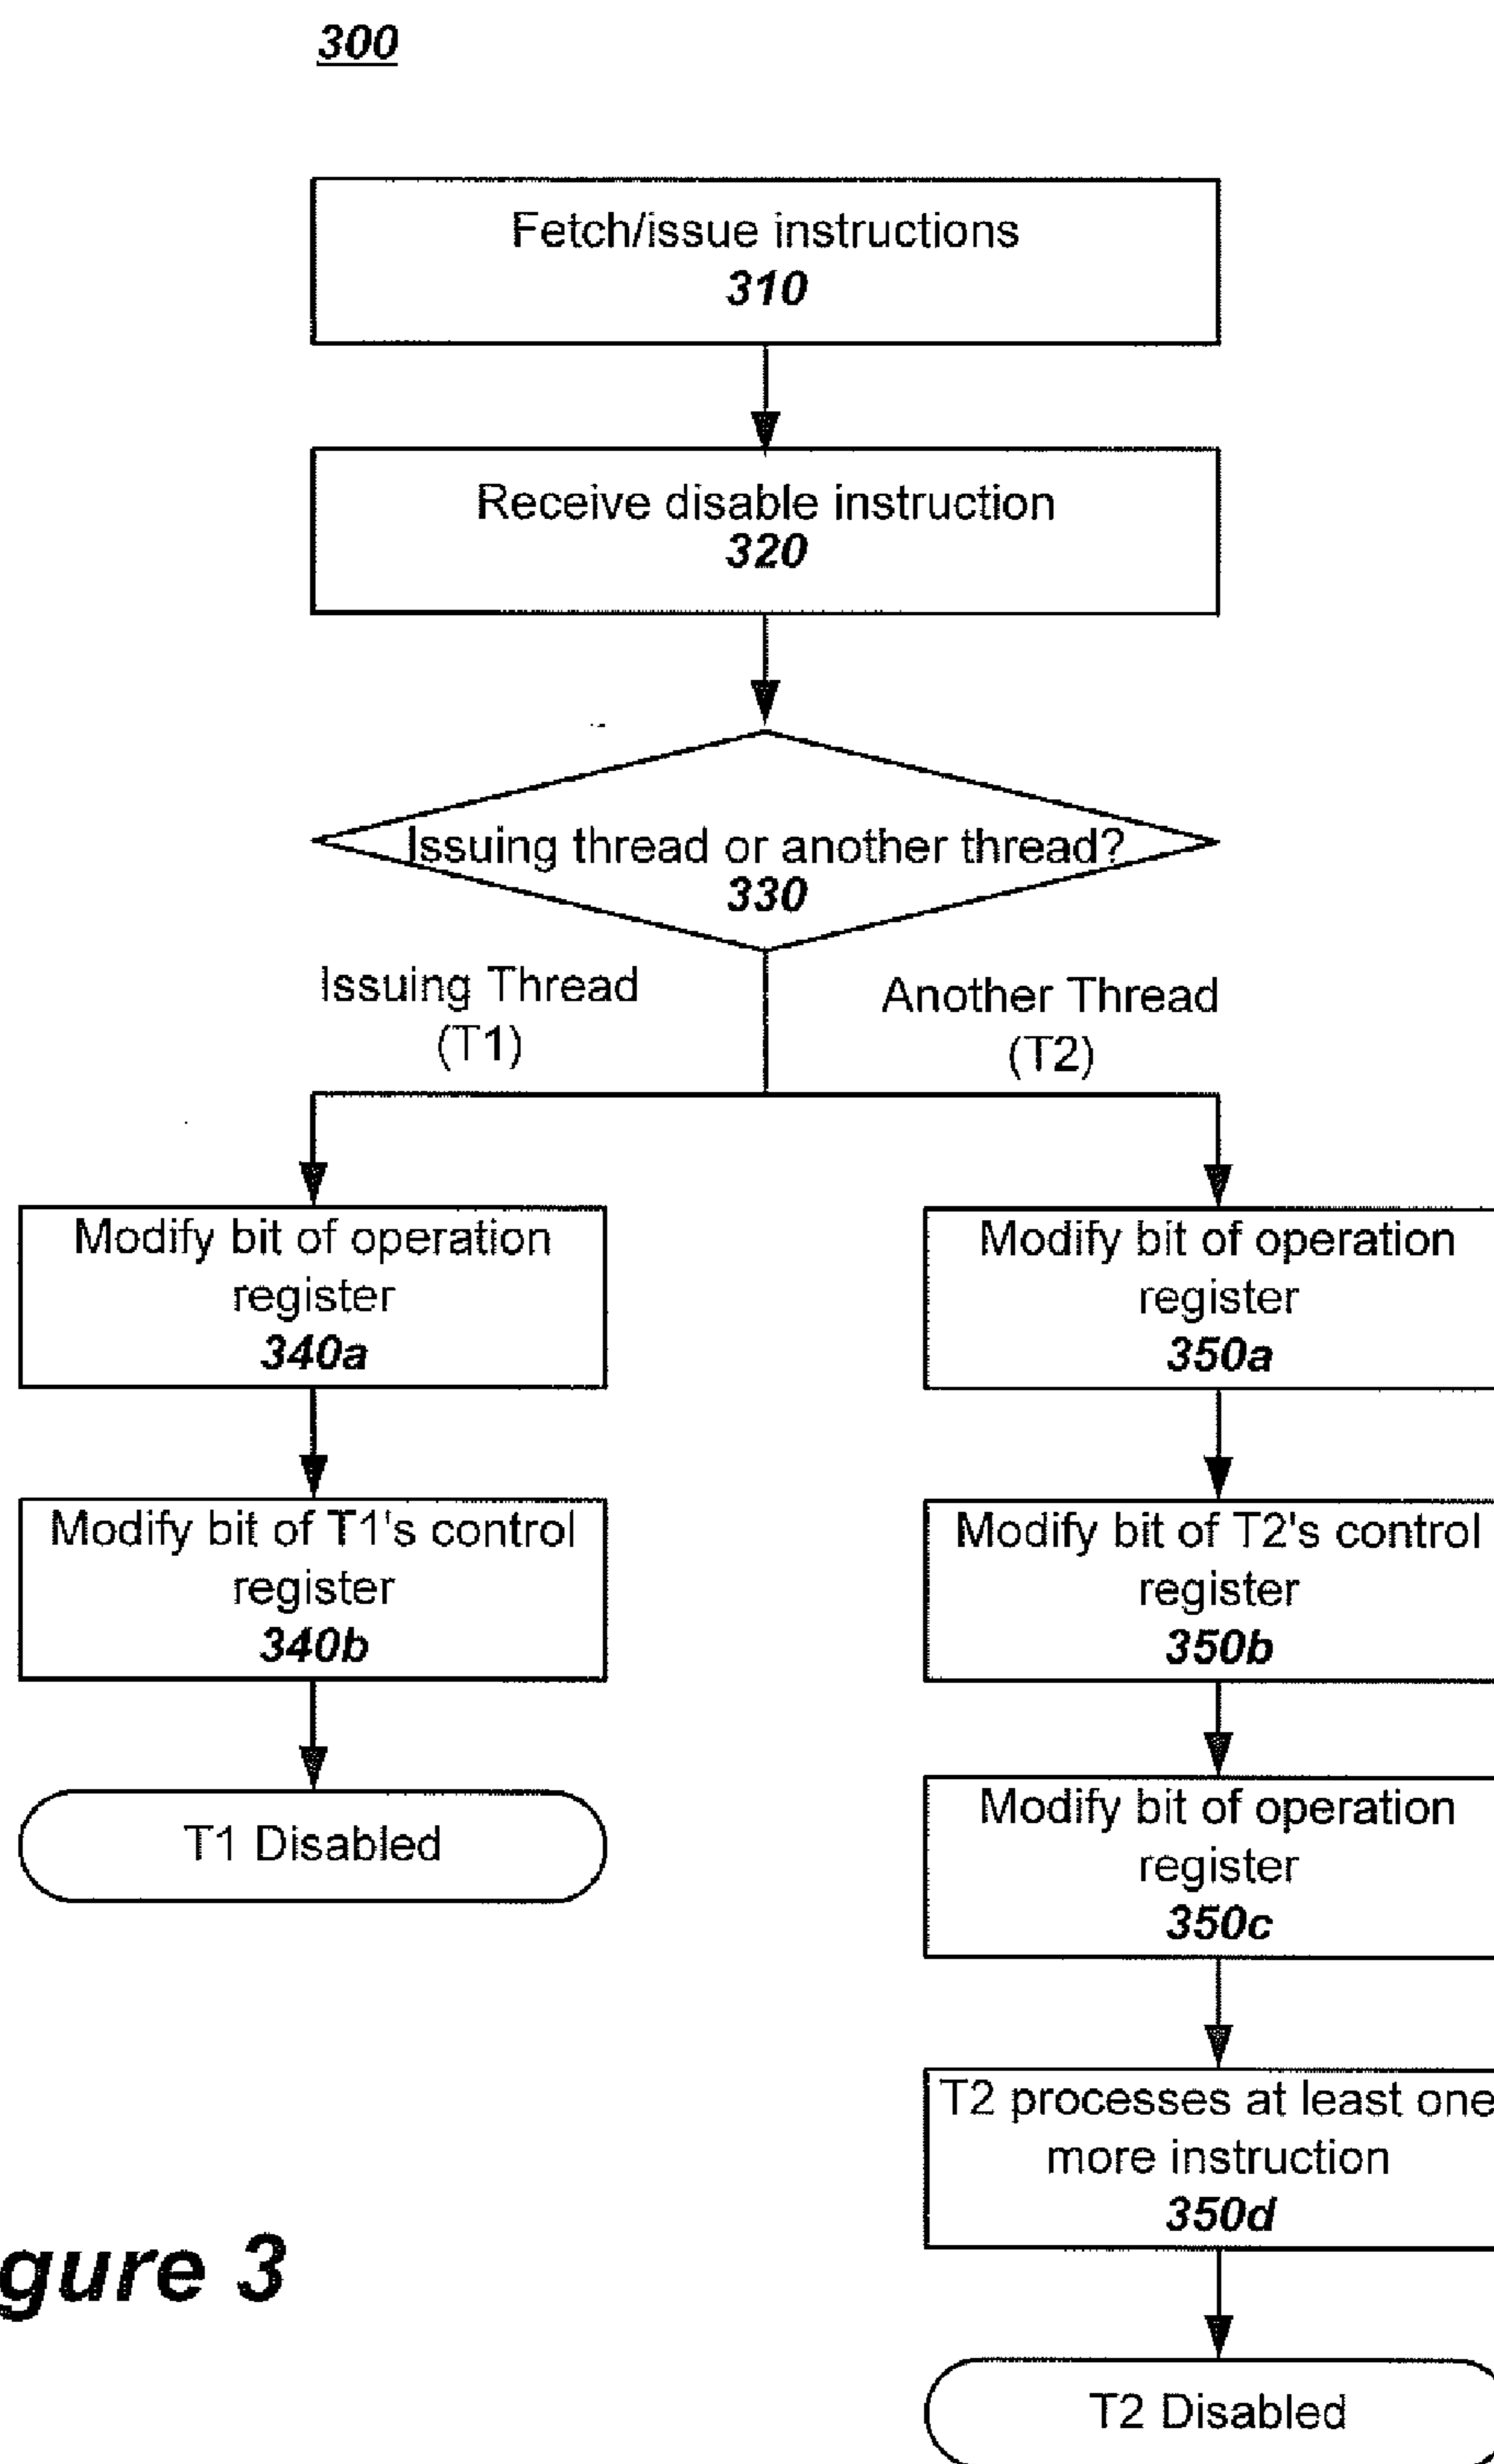 300
Fetch/issue instructions
310
Receive disable instruction
320
Issuing thread or another thread?
330
Issuing Thread
(T1)
Another Thread
(T2)
Modify bit of operation
register
340a
Modify bit of T1's control
register
340b
T1 Disabled
Modify bit of operation
register
350a
Modify bit of T2's control
register
350b
Modify bit of operation
register
350c
T2 processes at least one
more instruction
350d
T2 Disabled
gure 3